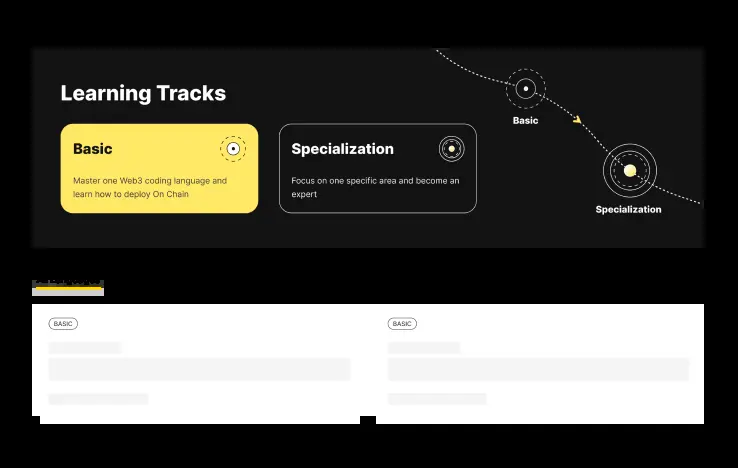 Learning Tracks
Basic
Master one Web3 coding language and
learn how to deploy On Chain
Specialization
Focus on one specific area and become an
expert
Basic
Specialization
BASIC
BASIC